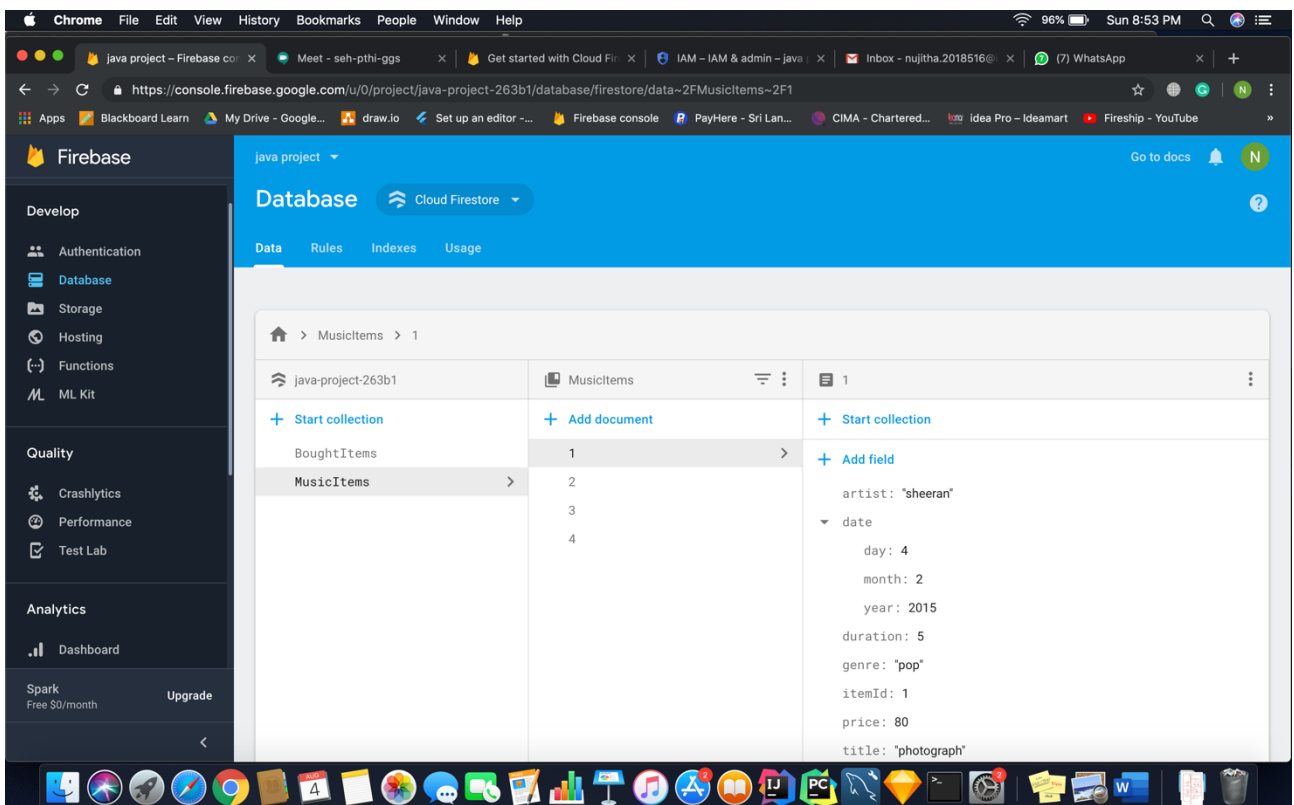 Chrome File Edit View History Bookmarks People Window Help 96% Sun 8:53 PM
java project – Firebase con Meet - seh-pthi-ggs Get started with Cloud Fir IAM – IAM & admin – java Inbox - nujitha.2018516@ (7) WhatsApp
https://console.firebase.google.com/u/0/project/java-project-263b1/database/firestore/data~2FMusicItems~2F1
Apps Blackboard Learn My Drive - Google... draw.io Set up an editor -... Firebase console PayHere - Sri Lan... CIMA - Chartered... idea Pro – Ideamart Fireship - YouTube »
Firebase
java project
Go to docs
N
Database
Cloud Firestore
Data Rules Indexes Usage
Develop
Authentication
Database
Storage
Hosting
Functions
ML Kit
Quality
Crashlytics
Performance
Test Lab
Analytics
Dashboard
Spark
Free $0/month
Upgrade
MusicItems > 1
java-project-263b1
+ Start collection
BoughtItems
MusicItems
MusicItems
+ Add document
1
2
3
4
1
+ Start collection
+ Add field
artist: "sheeran"
date
day: 4
month: 2
year: 2015
duration: 5
genre: "pop"
itemId: 1
price: 80
title: "photograph"
AUG
4
2
IJ
PC
W